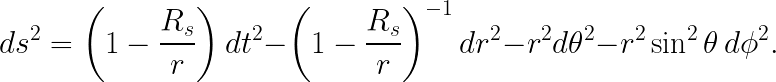 $$ds^2 = \left(1 - \frac{R_s}{r}\right) dt^2 - \left(1 - \frac{R_s}{r}\right)^{-1} dr^2 - r^2 d\theta^2 - r^2 \sin^2\theta \, d\phi^2.$$